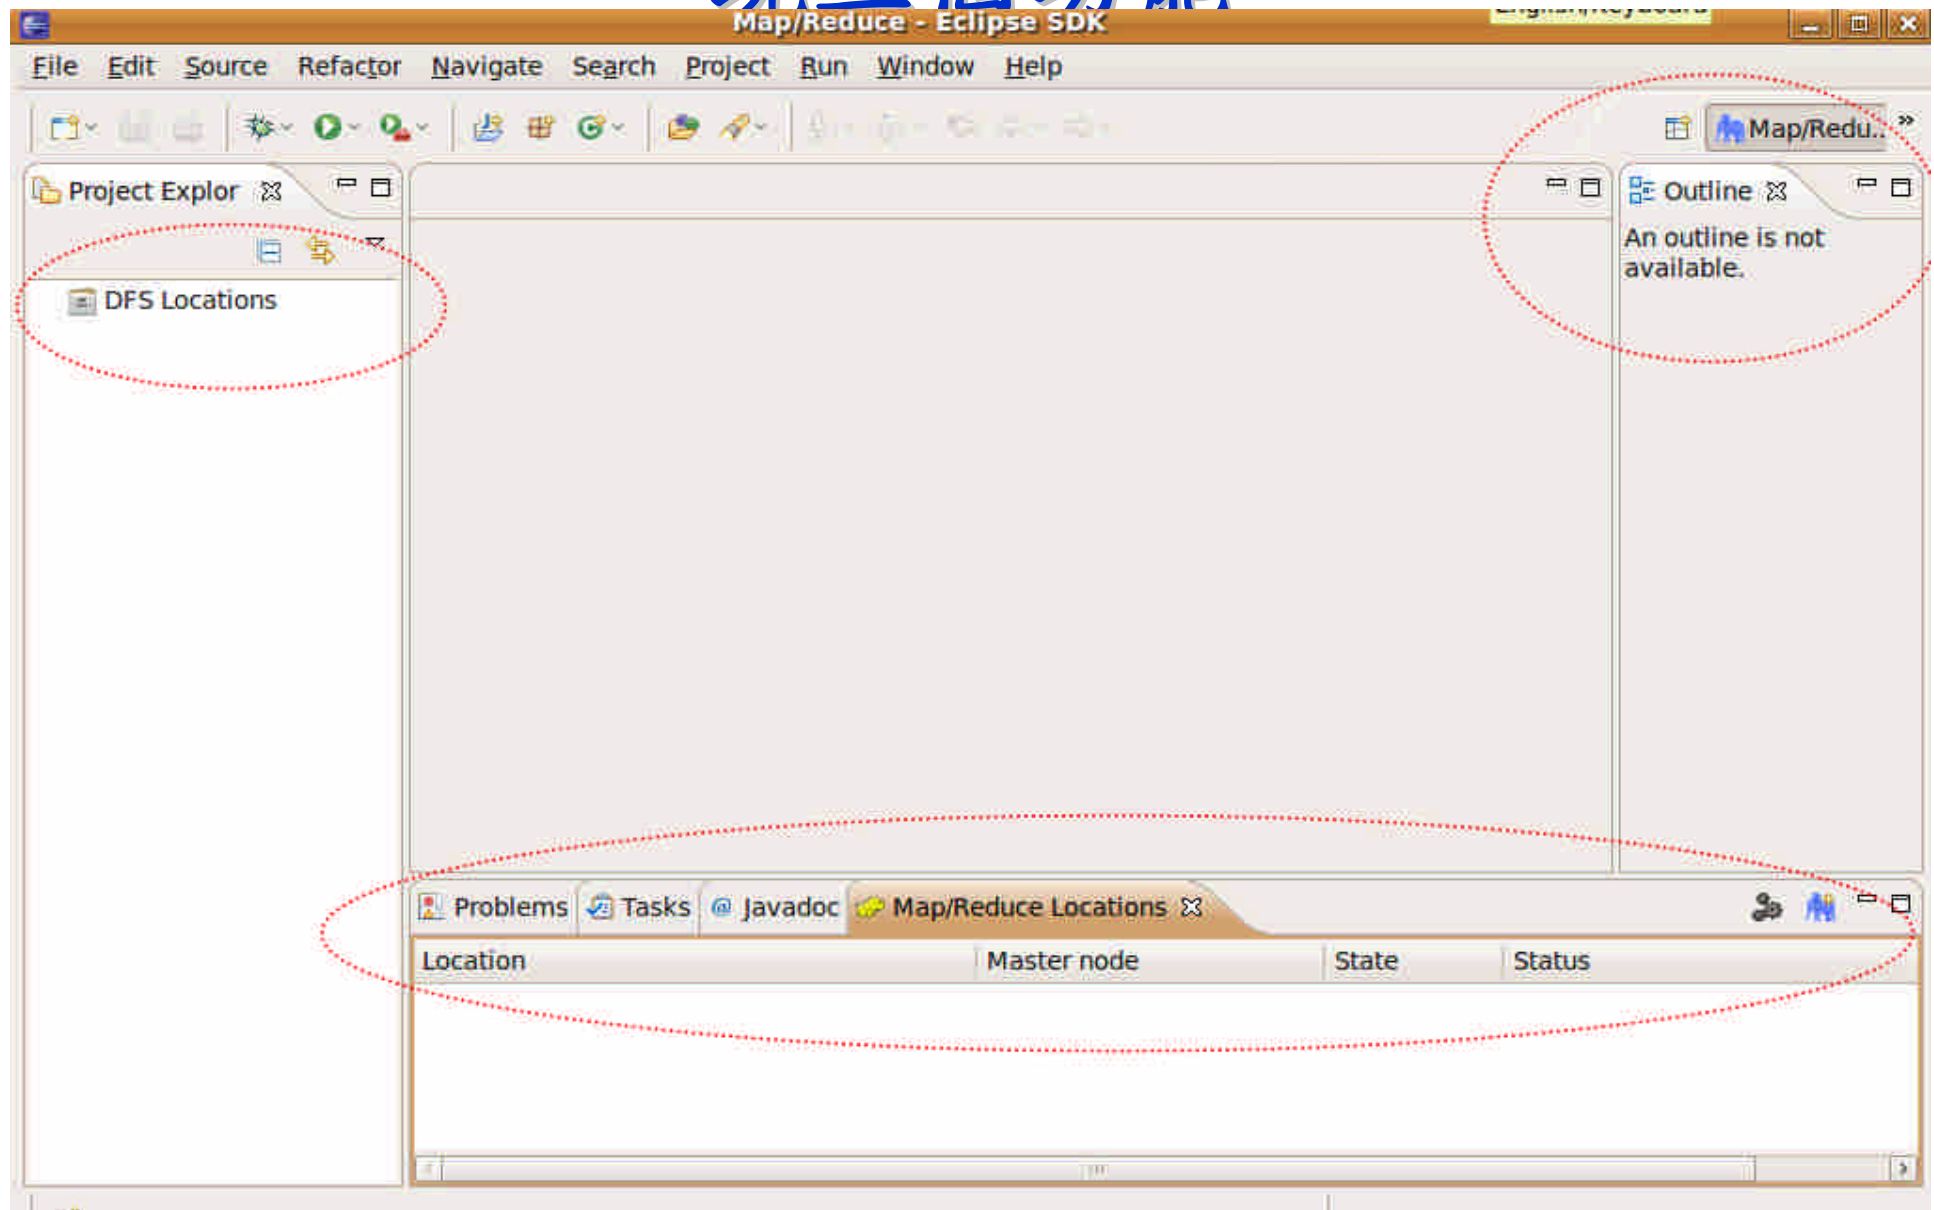 Map/Reduce - Eclipse SDK
File Edit Source Refactor Navigate Search Project Run Window Help
Map/Redu..
Project Explor
Outline
An outline is not
available.
DFS Locations
Problems Tasks @ Javadoc Map/Reduce Locations
Location Master node State Status